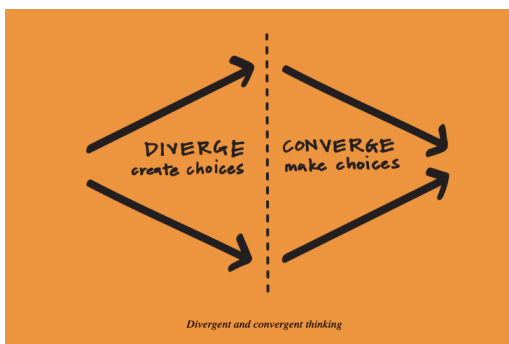 DIVERGE
create choices
CONVERGE
make choices
Divergent and convergent thinking